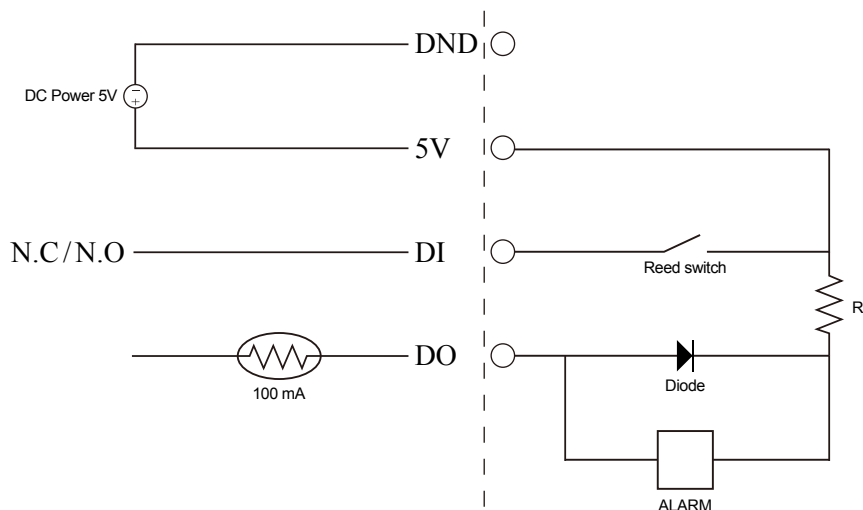 DND
DC Power 5V
5V
N.C/N.O
DI
Reed switch
R
DO
100 mA
Diode
ALARM